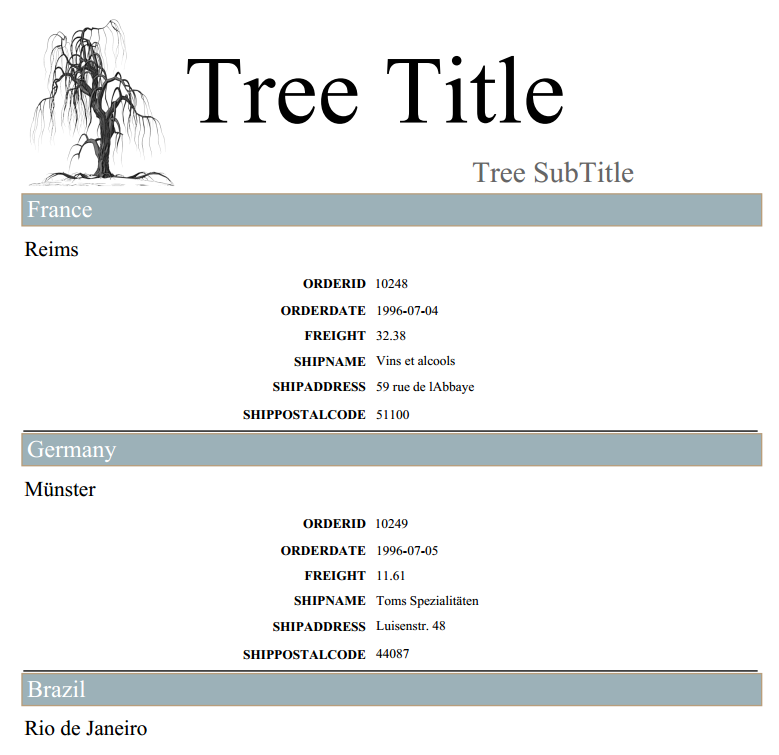 Tree Title
Tree SubTitle
France
Reims
ORDERID 10248
ORDERDATE 1996-07-04
FREIGHT 32.38
SHIPNAME Vins et alcools
SHIPADDRESS 59 rue de lAbbaye
SHIPPOSTALCODE 51100
Germany
Münster
ORDERID 10249
ORDERDATE 1996-07-05
FREIGHT 11.61
SHIPNAME Toms Spezialitäten
SHIPADDRESS Luisenstr. 48
SHIPPOSTALCODE 44087
Brazil
Rio de Janeiro